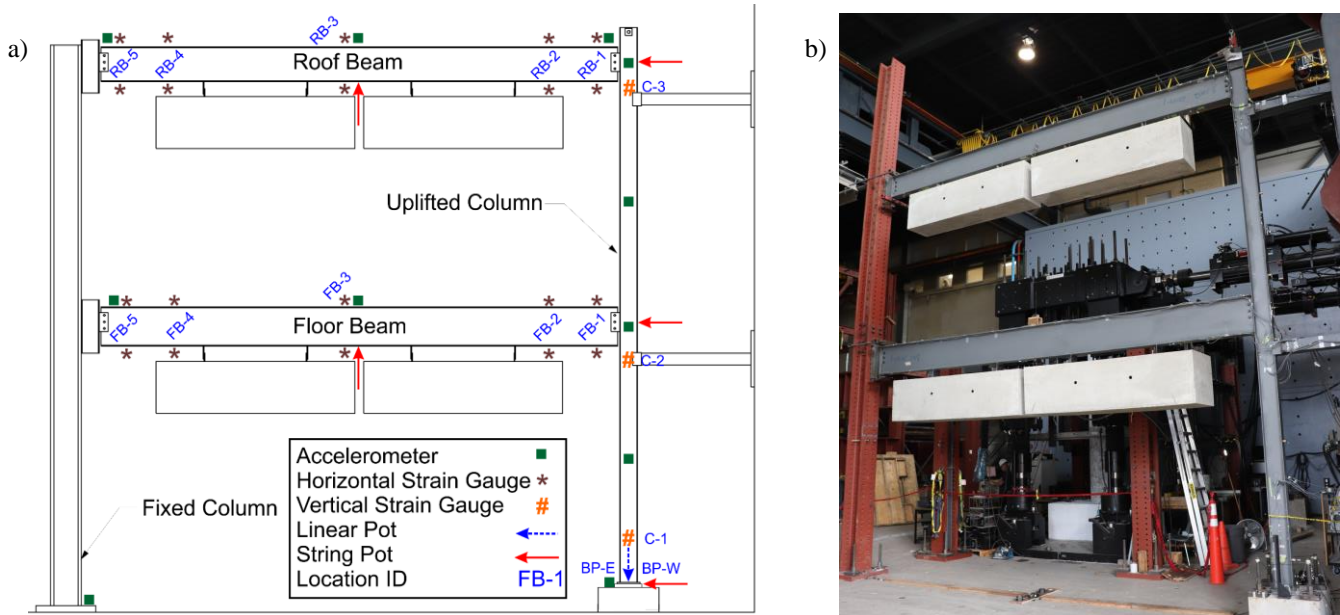 a)
b)
RB-5
RB-4
RB-3
RB-2
RB-1
Roof Beam
C-3
Uplifted Column
FB-5
FB-4
FB-3
FB-2
FB-1
Floor Beam
C-2
Accelerometer
Horizontal Strain Gauge *
Vertical Strain Gauge #
Linear Pot
String Pot
Location ID FB-1
Fixed Column
C-1
BP-E
BP-W